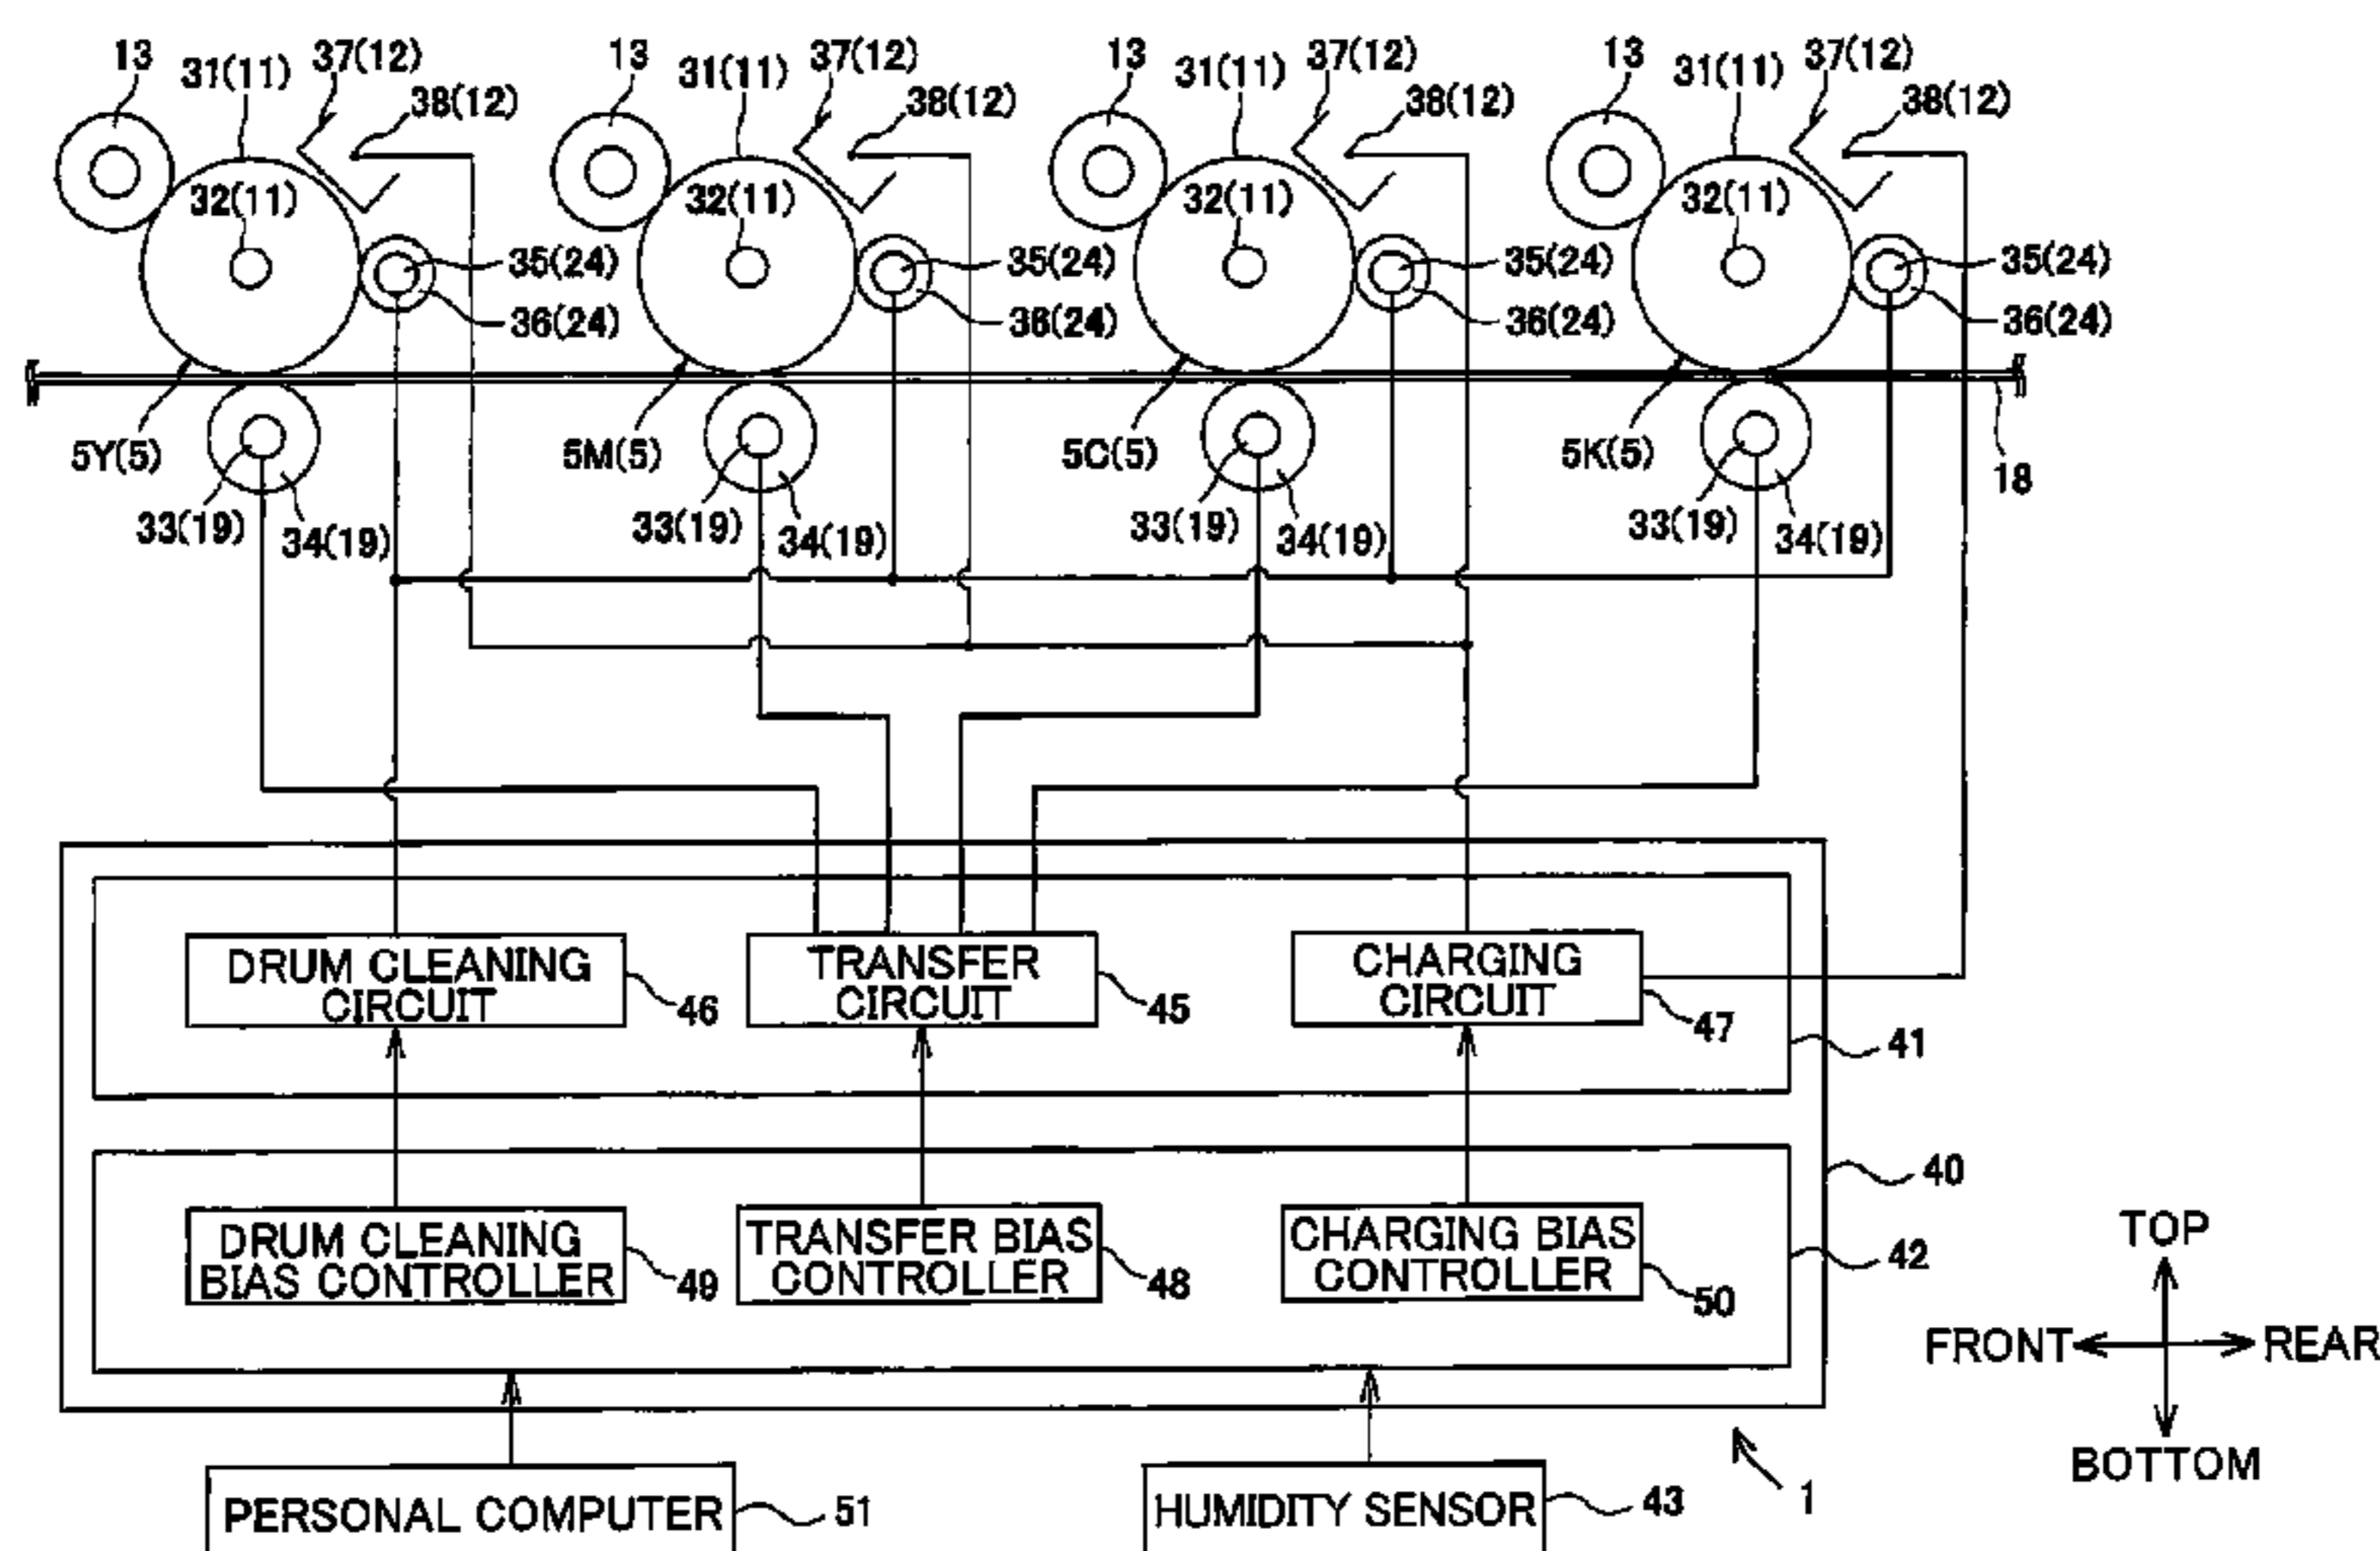 13 31(11) 37(12) 13 31(11) 37(12) 13 31(11) 37(12) 13 31(11) 37(12)
38(12) 38(12) 38(12) 38(12)
32(11) 32(11) 32(11) 32(11)
35(24) 35(24) 35(24) 35(24)
36(24) 36(24) 36(24) 36(24)
5Y(5) 5M(5) 5C(5) 5K(5) 18
33(19) 34(19) 33(19) 34(19) 33(19) 34(19) 33(19) 34(19)
DRUM CLEANING
CIRCUIT
46
TRANSFER
CIRCUIT
45
CHARGING
CIRCUIT
47
41
40
DRUM CLEANING
BIAS CONTROLLER
49
TRANSFER BIAS
CONTROLLER
48
CHARGING BIAS
CONTROLLER
50
42
TOP
FRONT REAR
BOTTOM
PERSONAL COMPUTER 51
HUMIDITY SENSOR 43
1